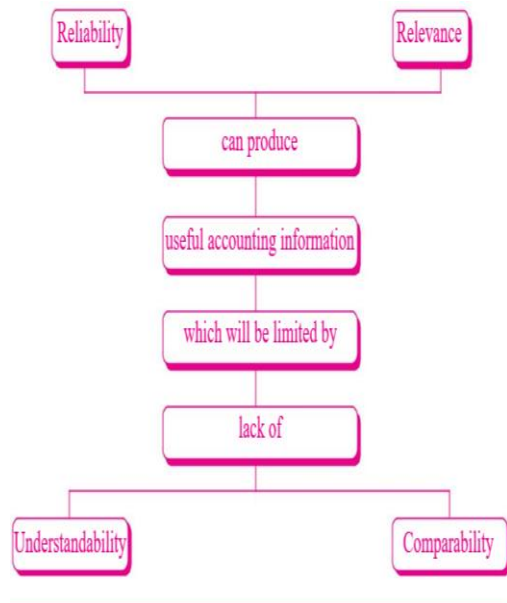 Reliability
Relevance
can produce
useful accounting information
which will be limited by
lack of
Understandability
Comparability